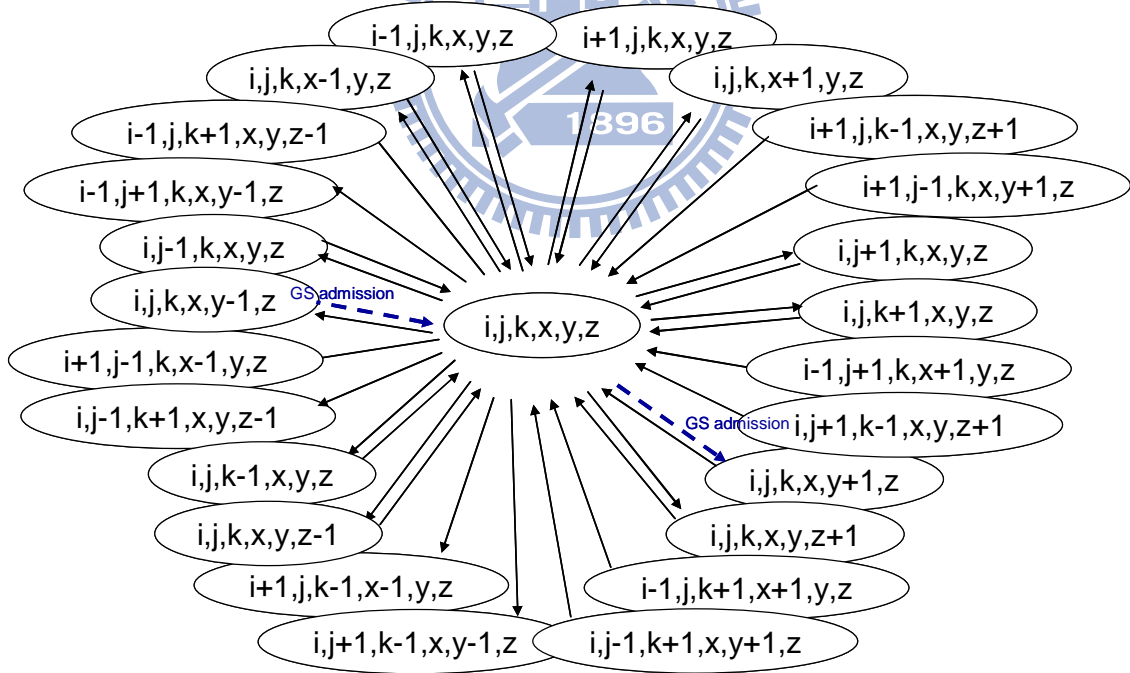 i-1,j,k,x,y,z
i+1,j,k,x,y,z
i,j,k,x-1,y,z
i,j,k,x+1,y,z
1896
i-1,j,k+1,x,y,z-1
i+1,j,k-1,x,y,z+1
i-1,j+1,k,x,y-1,z
i+1,j-1,k,x,y+1,z
i,j-1,k,x,y,z
i,j+1,k,x,y,z
i,j,k,x,y-1,z
GS admission
i,j,k,x,y,z
i,j,k+1,x,y,z
i+1,j-1,k,x-1,y,z
i-1,j+1,k,x+1,y,z
i,j-1,k+1,x,y,z-1
GS admission
i,j+1,k-1,x,y,z+1
i,j,k-1,x,y,z
i,j,k,x,y+1,z
i,j,k,x,y,z-1
i,j,k,x,y,z+1
i+1,j,k-1,x-1,y,z
i-1,j,k+1,x+1,y,z
i,j+1,k-1,x,y-1,z
i,j-1,k+1,x,y+1,z